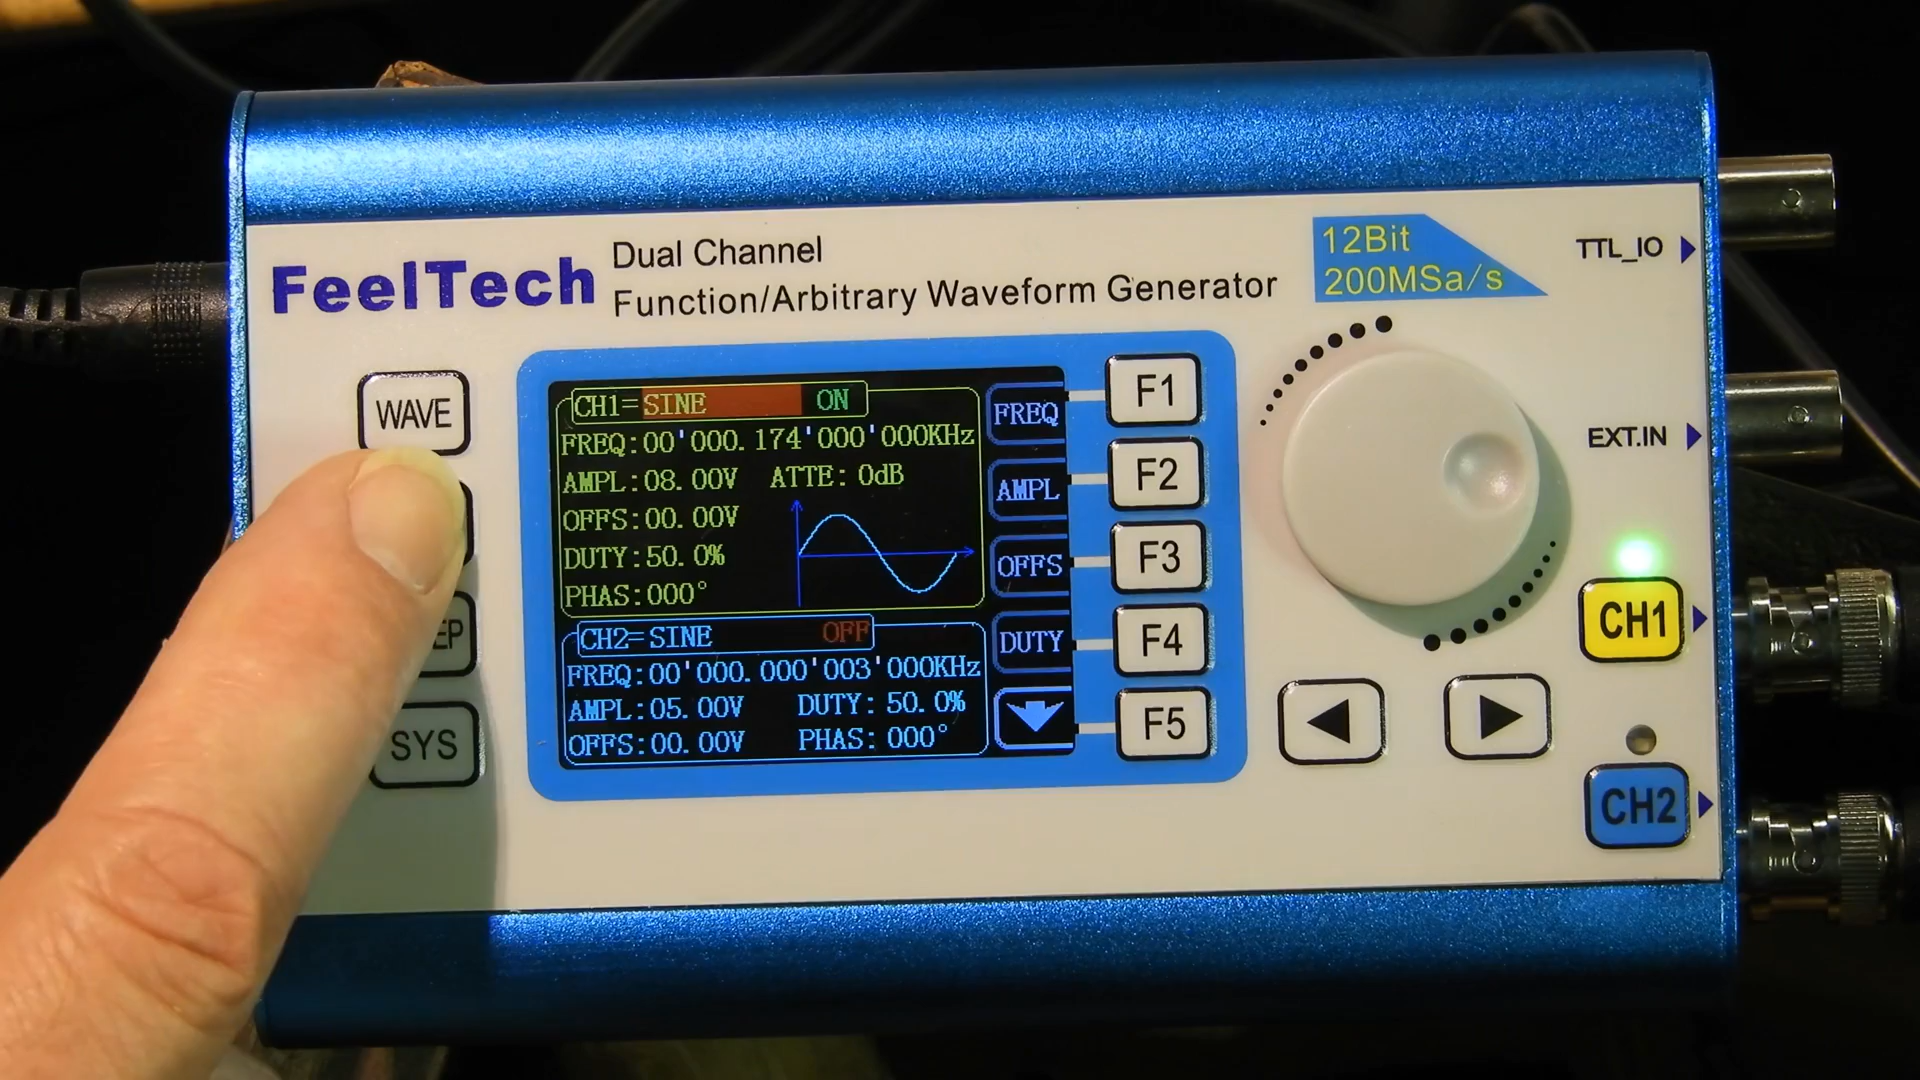 FeelTech
Dual Channel
Function/Arbitrary Waveform Generator
12Bit
200MSa/s
TTL_IO
EXT.IN
WAVE
SYS
CH1=SINE ON
FREQ:00'000.174'000'000KHz
AMPL:08.00V ATTE: 0dB
OFFS:00.00V
DUTY:50.0%
PHAS:000°
CH2=SINE OFF
FREQ:00'000.000'003'000KHz
AMPL:05.00V DUTY: 50.0%
OFFS:00.00V PHAS: 000°
FREQ
AMPL
OFFS
DUTY
F1
F2
F3
F4
F5
CH1
CH2